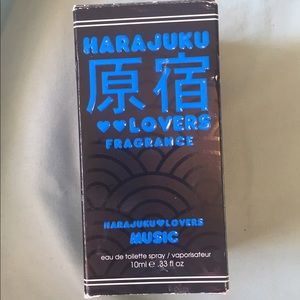 HARAJUKU
原宿
♥♥LOVERS
FRAGRANCE
HARAJUKU♥LOVERS
MUSIC
eau de toilette spray / vaporisateur
10ml e .33 fl oz